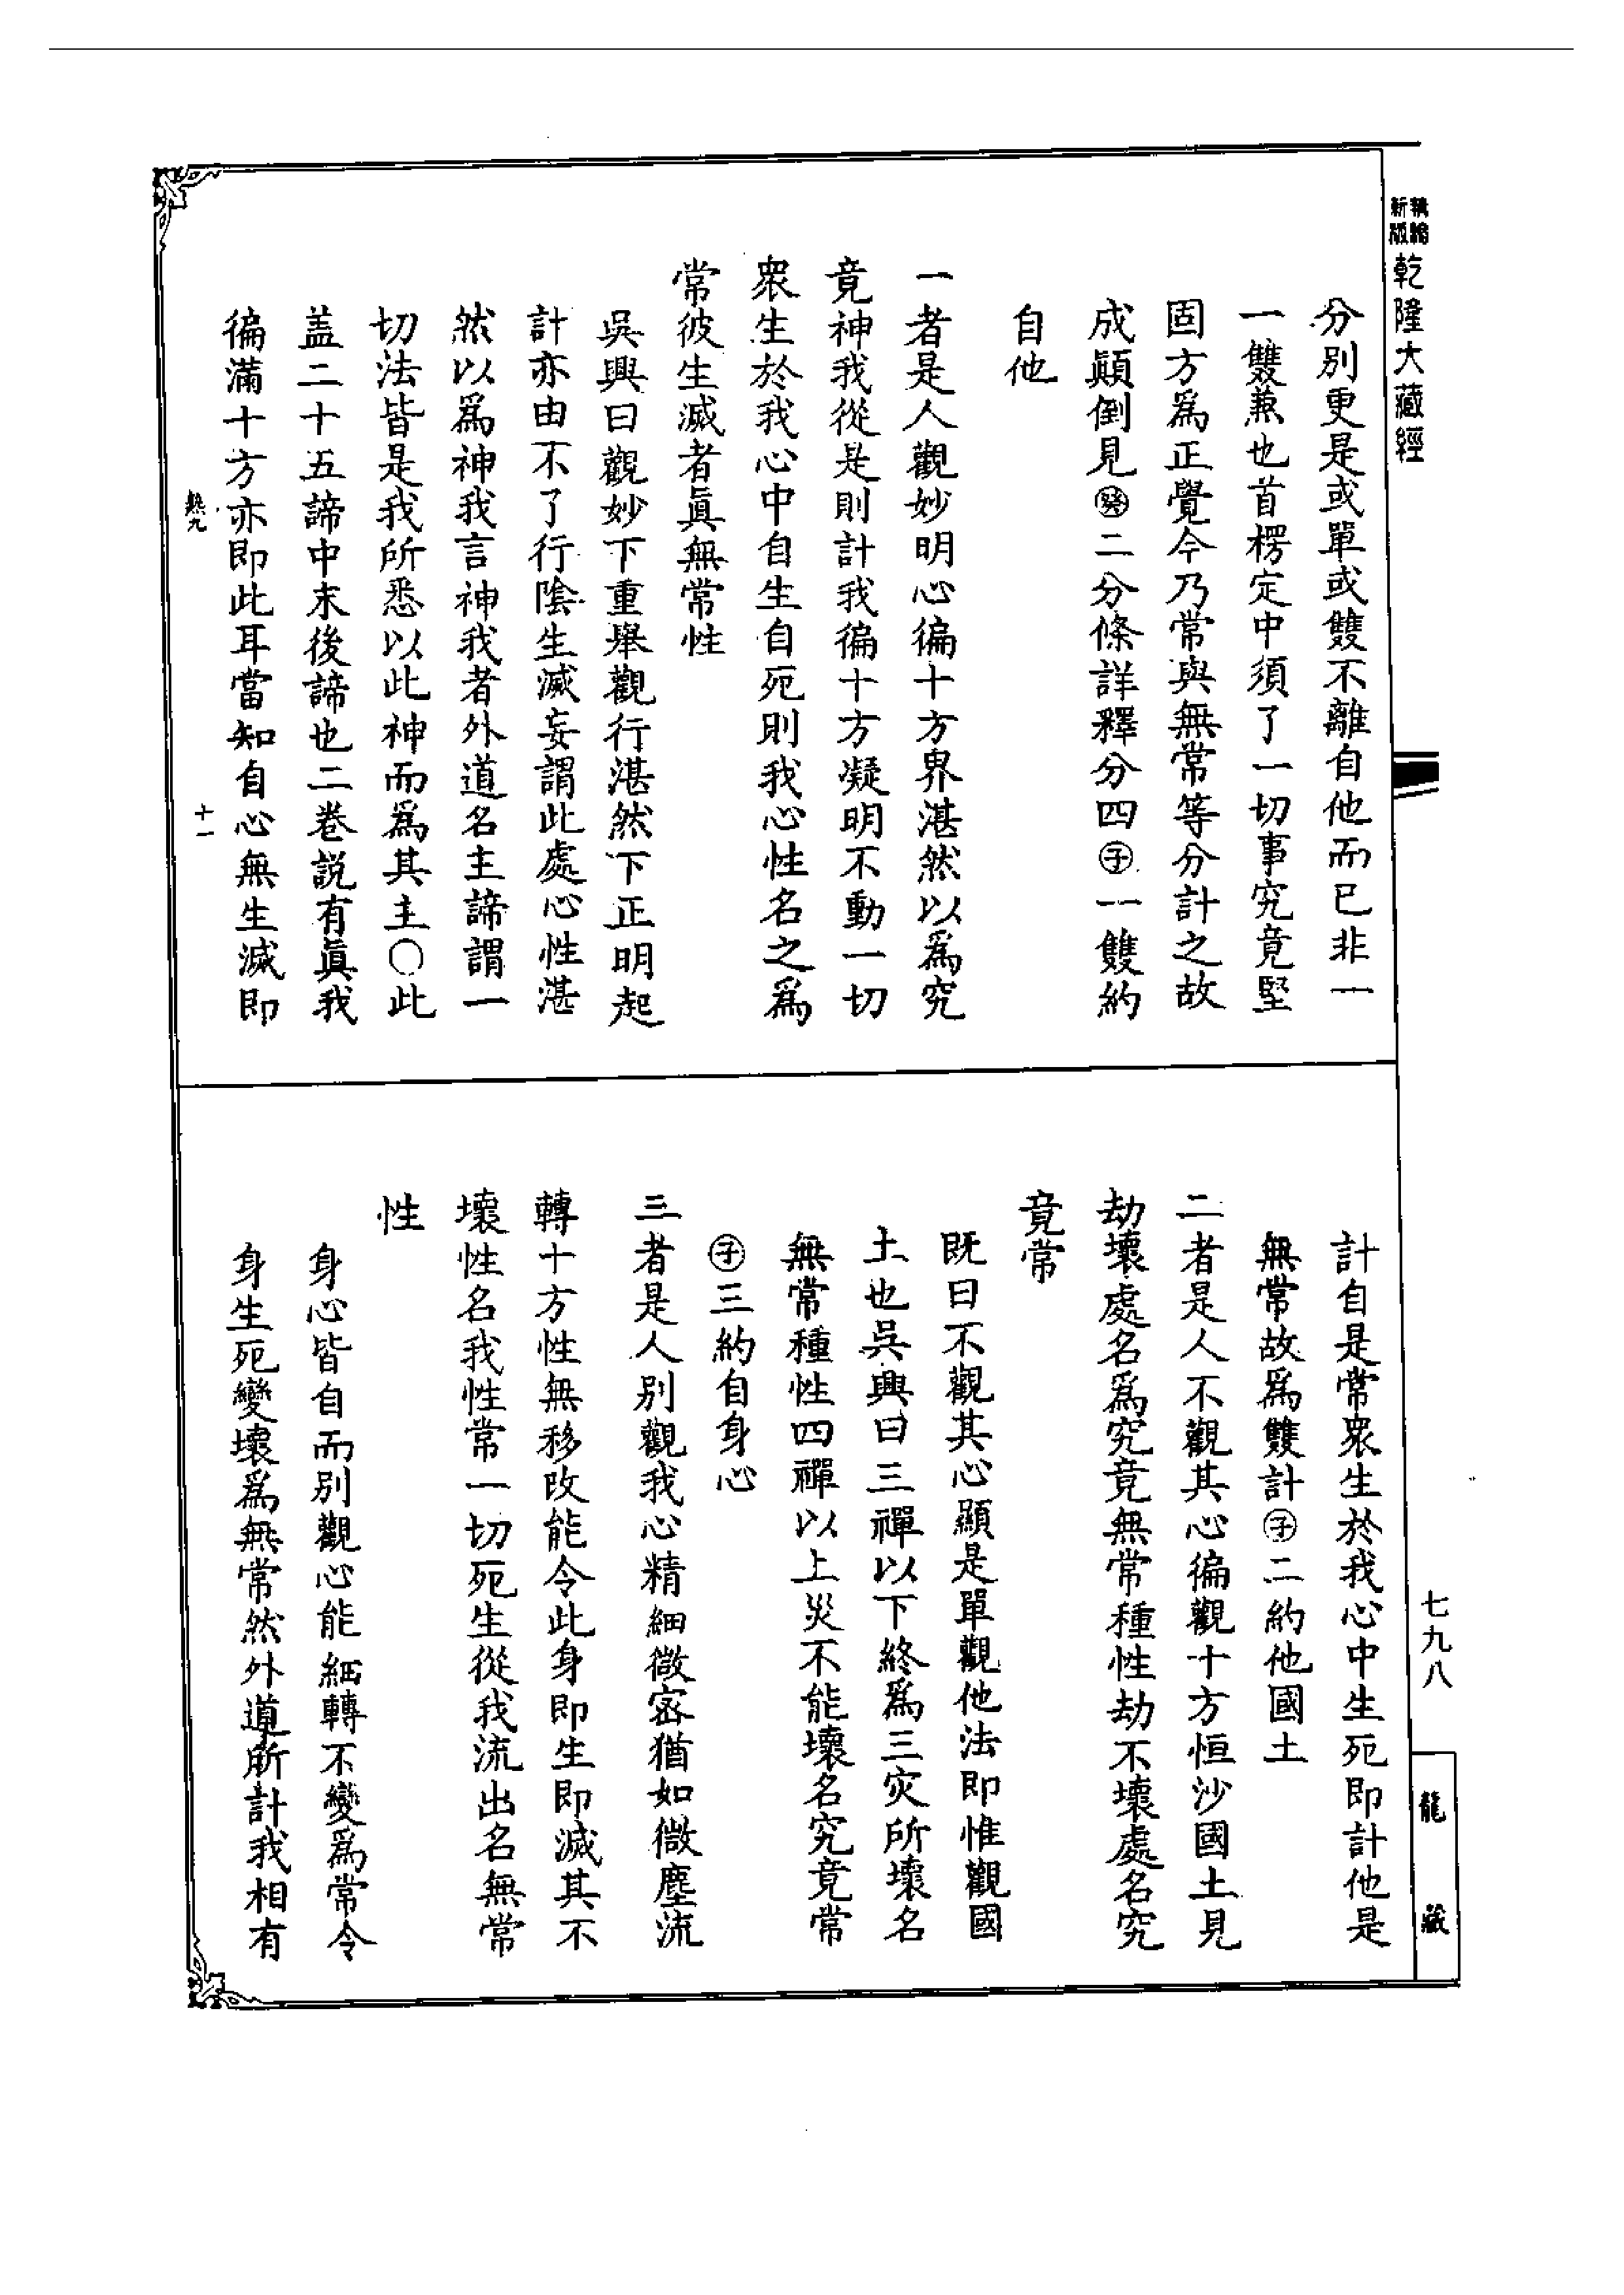 新編
新版
乾隆大藏經
分別更是或單或雙不離自他而已非一
一雙兼也首楞定中須了一切事究竟堅
固方爲正覺今乃常與無常等分計之故
成顚倒見㊅二分條詳釋分四㊉一雙約
自他
一者是人觀妙明心徧十方界湛然以爲究
竟神我從是則計我徧十方凝明不動一切
衆生於我心中自生自死則我心性名之爲
常彼生滅者眞無常性
吳興曰觀妙下重舉觀行湛然下正明起
計亦由不了行陰生滅妄謂此處心性湛
然以爲神我言神我者外道名主諦謂一
切法皆是我所悉以此神而爲其主〇此
盖二十五諦中末後諦也二卷説有眞我
徧滿十方亦即此耳當知自心無生滅即
十一
計自是常衆生於我心中生死即計他是
無常故爲雙計㊉二約他國土
二者是人不觀其心徧觀十方恒沙國土見
劫壞處名爲究竟無常種性劫不壞處名究
竟常
既曰不觀其心顯是單觀他法即惟觀國
土也吳興曰三禪以下終爲三灾所壞名
無常種性四禪以上災不能壞名究竟常
㊉三約自身心
三者是人別觀我心精細微密猶如微塵流
轉十方性無移改能令此身即生即滅其不
壞性名我性常一切死生從我流出名無常
性
身心皆自而別觀心能細轉不變爲常令
身生死變壞爲無常然外道所計我相有
七九八
龍藏